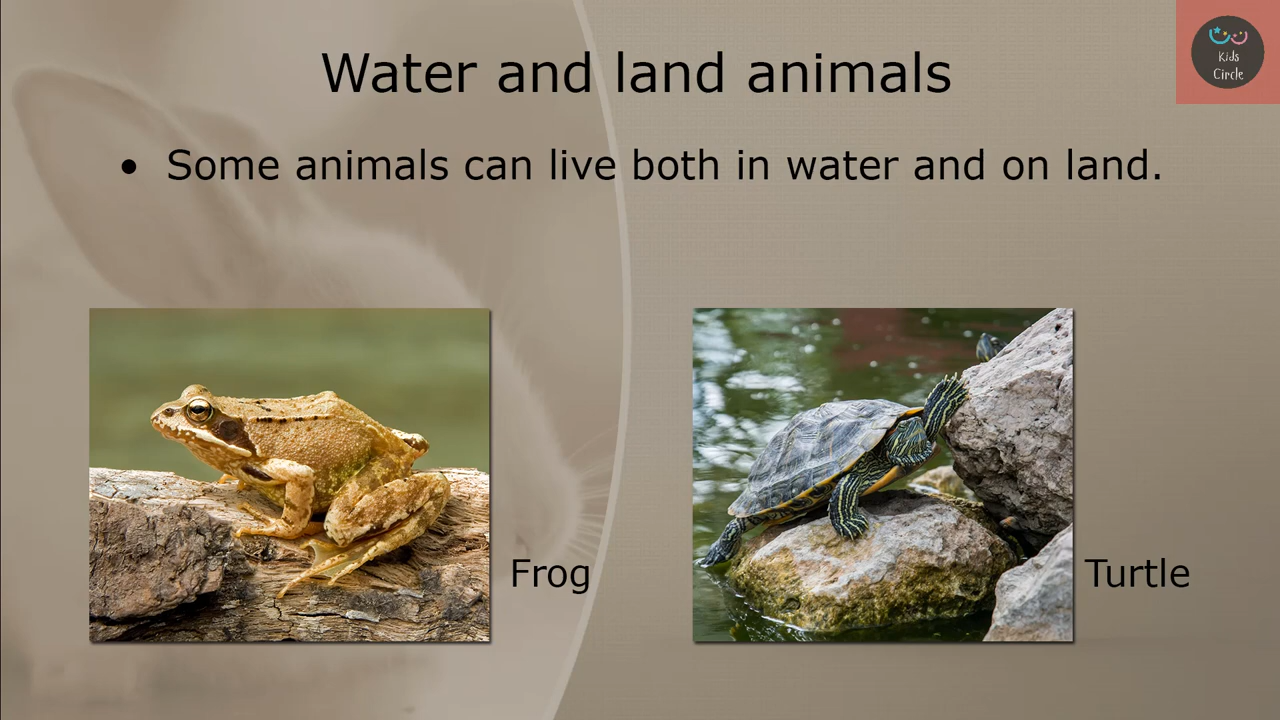 Water and land animals
Kids
Circle
• Some animals can live both in water and on land.
Frog
Turtle